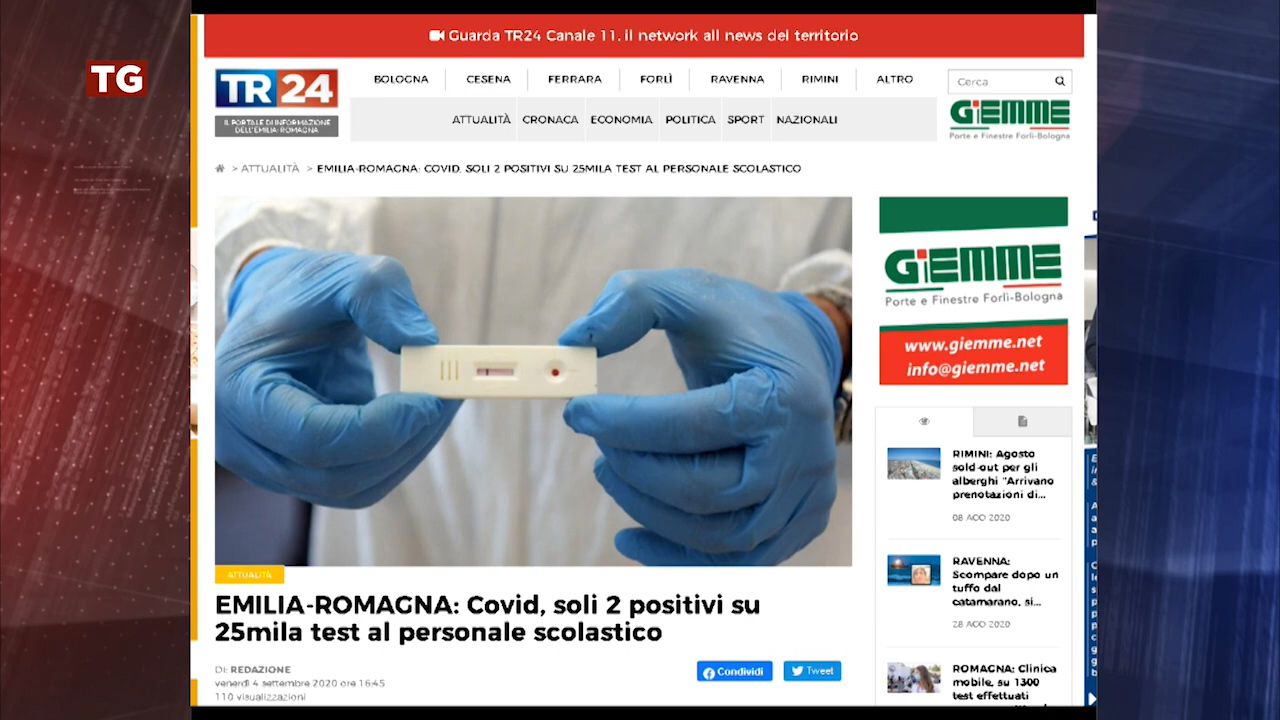 TG
Guarda TR24 Canale 11, il network all news del territorio
TR24
IL PORTALE DI INFORMAZIONE
DELL'EMILIA-ROMAGNA
BOLOGNA
CESENA
FERRARA
FORLÌ
RAVENNA
RIMINI
ALTRO
Cerca
ATTUALITÀ
CRONACA
ECONOMIA
POLITICA
SPORT
NAZIONALI
GiEMME
Porte e Finestre Forlì-Bologna
> ATTUALITÀ > EMILIA-ROMAGNA: COVID, SOLI 2 POSITIVI SU 25MILA TEST AL PERSONALE SCOLASTICO
GiEMME
Porte e Finestre Forlì-Bologna
www.giemme.net
info@giemme.net
RIMINI: Agosto
sold-out per gli
alberghi "Arrivano
prenotazioni di...
08 AGO 2020
RAVENNA:
Scompare dopo un
tuffo dal
catamarano, si...
28 AGO 2020
ROMAGNA: Clinica
mobile, su 1300
test effettuati
ATTUALITÀ
EMILIA-ROMAGNA: Covid, soli 2 positivi su
25mila test al personale scolastico
DI: REDAZIONE
venerdì 4 settembre 2020 ore 16:45
110 visualizzazioni
Condividi
Tweet